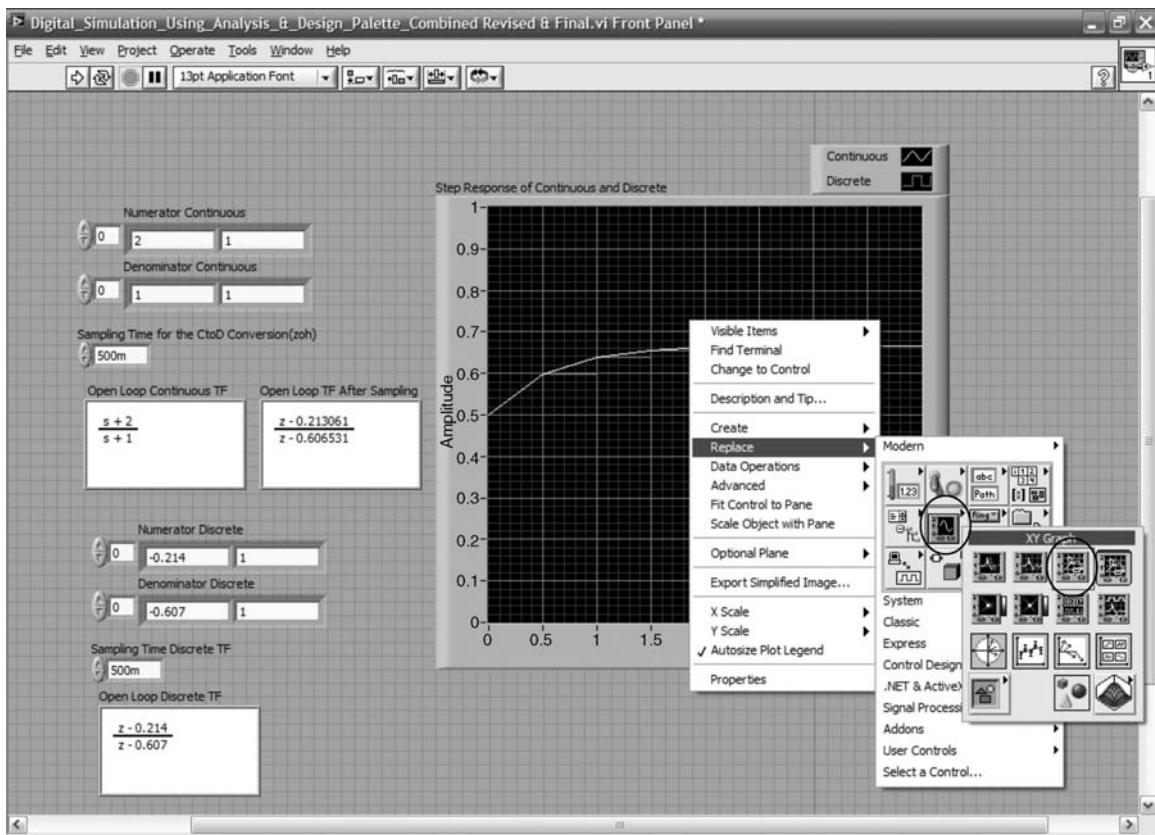 Digital_Simulation_Using_Analysis_&_Design_Palette_Combined Revised & Final.vi Front Panel *
File Edit View Project Operate Tools Window Help
13pt Application Font
1
Continuous
Discrete
Step Response of Continuous and Discrete
Numerator Continuous
0 2 1
Denominator Continuous
0 1 1
Sampling Time for the CtoD Conversion(zoh)
500m
Open Loop Continuous TF
s + 2
s + 1
Open Loop TF After Sampling
z - 0.213061
z - 0.606531
Numerator Discrete
0 -0.214 1
Denominator Discrete
0 -0.607 1
Sampling Time Discrete TF
500m
Open Loop Discrete TF
z - 0.214
z - 0.607
Amplitude
1
0.9
0.8
0.7
0.6
0.5
0.4
0.3
0.2
0.1
0
0 0.5 1 1.5
Visible Items
Find Terminal
Change to Control
Description and Tip...
Create
Replace
Data Operations
Advanced
Fit Control to Pane
Scale Object with Pane
Optional Plane
Export Simplified Image...
X Scale
Y Scale
Autosize Plot Legend
Properties
Modern
1.23
abc
Path
Ring
XY Graph
System
Classic
Express
Control Design
.NET & ActiveX
Signal Processi
Addons
User Controls
Select a Control...